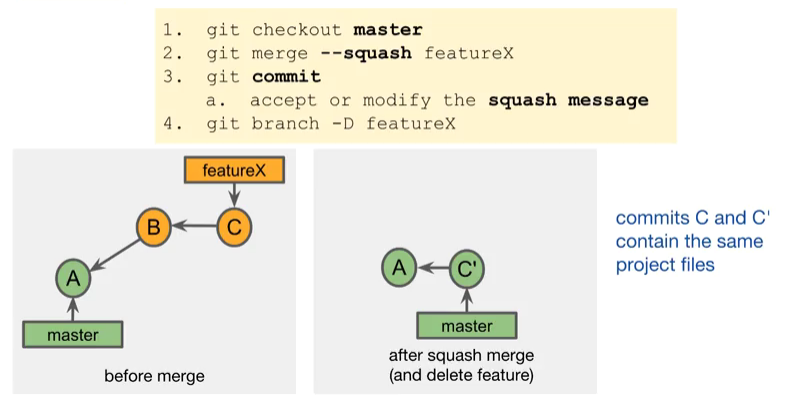 1. git checkout master
2. git merge --squash featureX
3. git commit
a. accept or modify the squash message
4. git branch -D featureX
featureX
B
C
A
master
before merge
A
C'
master
after squash merge
(and delete feature)
commits C and C'
contain the same
project files